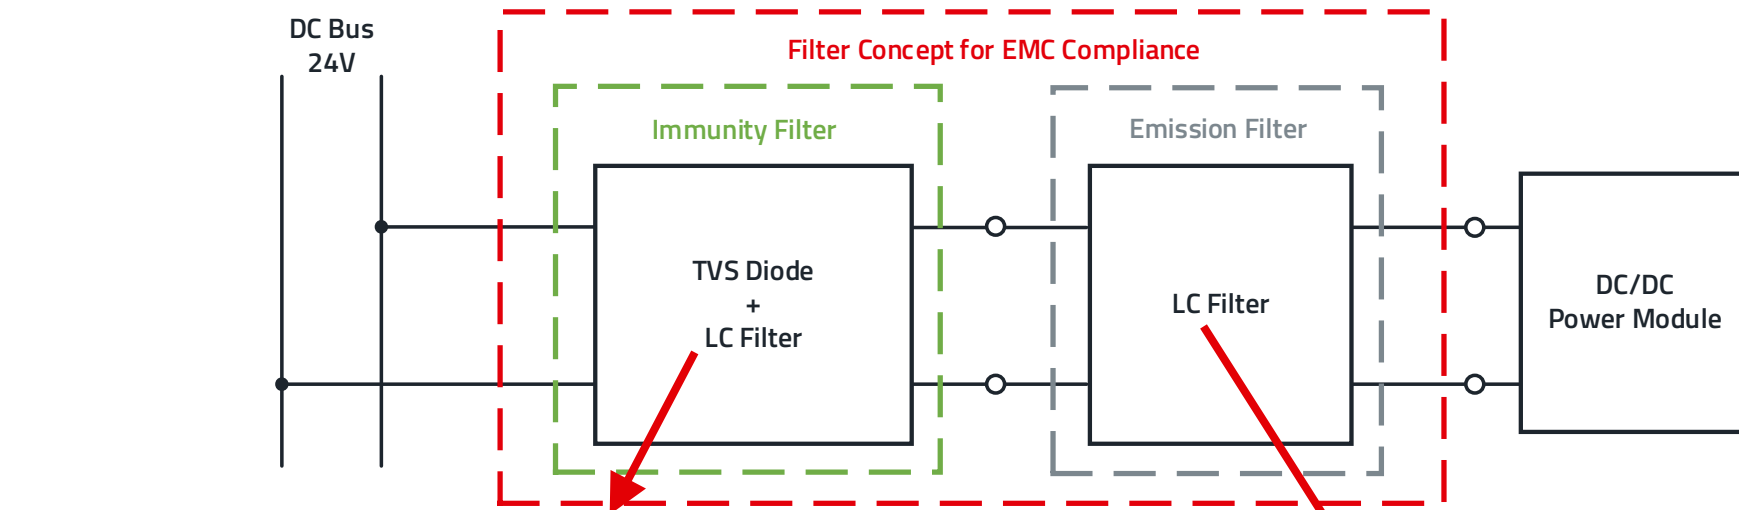 DC Bus
24V
Filter Concept for EMC Compliance
Immunity Filter
Emission Filter
TVS Diode
+
LC Filter
LC Filter
DC/DC
Power Module